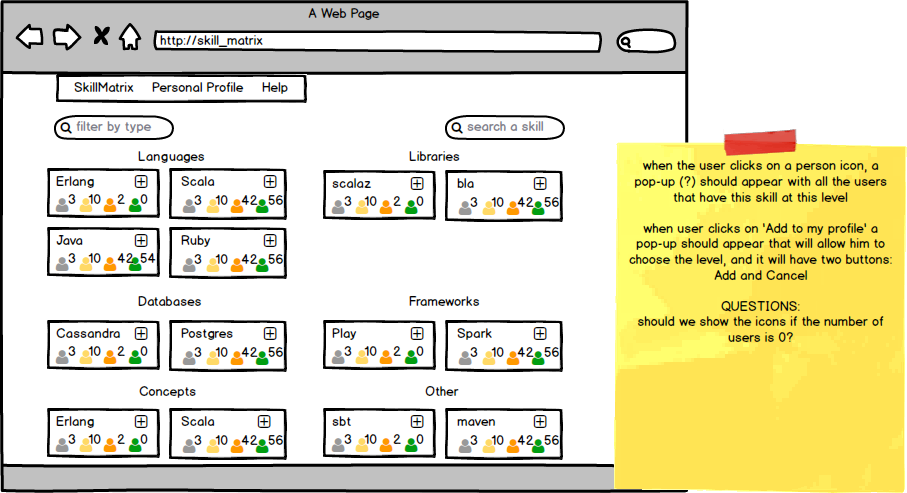 A Web Page
http://skill_matrix
SkillMatrix Personal Profile Help
filter by type
search a skill
Languages
Erlang
3 10 2 0
Scala
3 10 42 56
Java
3 10 42 54
Ruby
3 10 42 56
Libraries
scalaz
3 10 2 0
bla
3 10 42 56
Databases
Cassandra
3 10 2 0
Postgres
3 10 42 56
Frameworks
Play
3 10 2 0
Spark
3 10 42 56
Concepts
Erlang
3 10 2 0
Scala
3 10 42 56
Other
sbt
3 10 2 0
maven
3 10 42 56
when the user clicks on a person icon, a
pop-up (?) should appear with all the users
that have this skill at this level
when user clicks on 'Add to my profile' a
pop-up should appear that will allow him to
choose the level, and it will have two buttons:
Add and Cancel
QUESTIONS:
should we show the icons if the number of
users is 0?